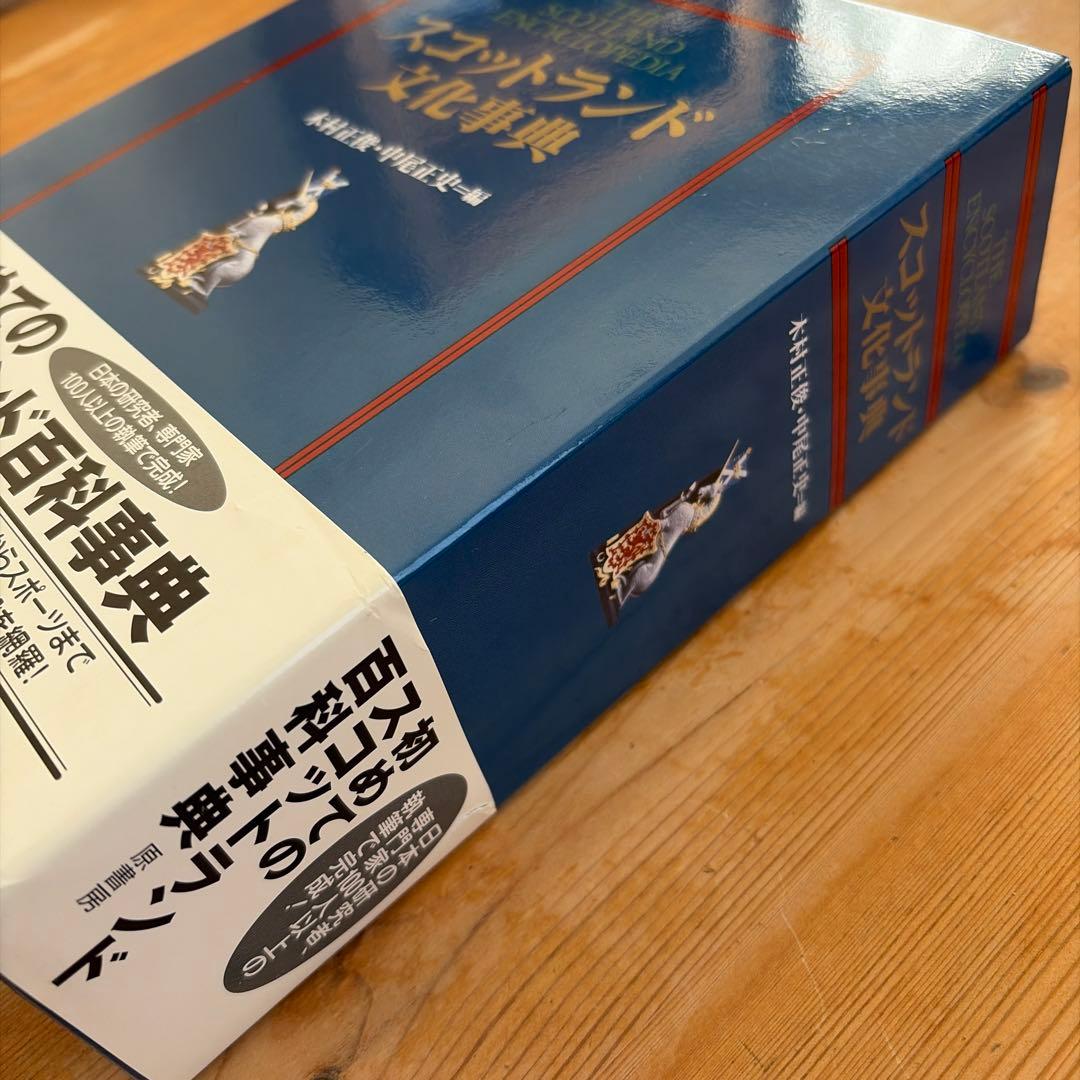 THE
SCOTLAND
ENCYCLOPEDIA
スコットランド
文化事典
木村正俊・中尾正史=編
ての
ド百科事典
日本の研究者、専門家
100人以上の執筆で完成!
らスポーツまで
網羅!
THE
SCOTLAND
ENCYCLOPEDIA
スコットランド
文化事典
木村正俊・中尾正史=編
初めての
スコットランド
百科事典
日本の研究者、
専門家100人以上の
執筆で完成!
原書房